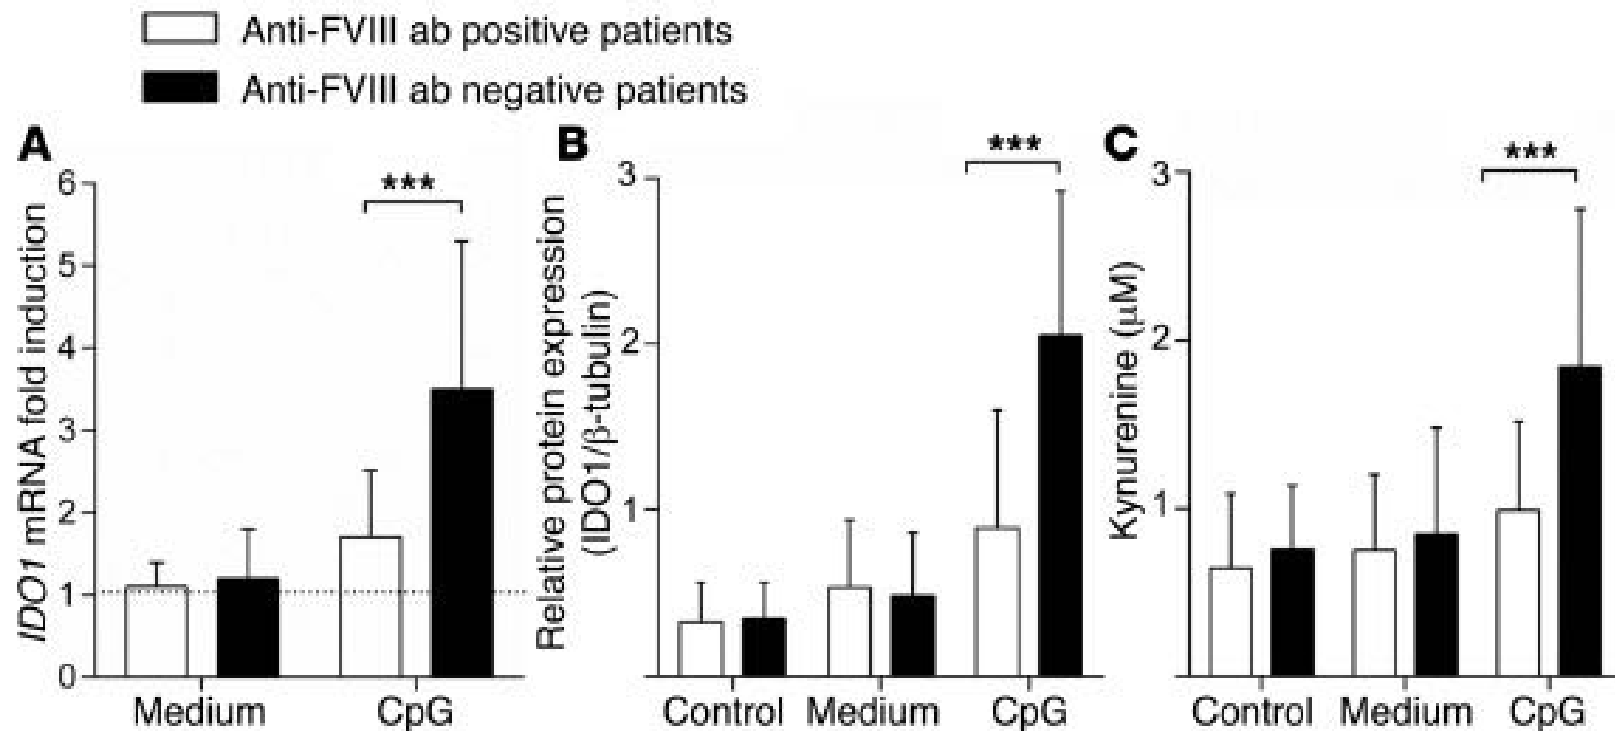 Anti-FVIII ab positive patients
Anti-FVIII ab negative patients
A
IDO1 mRNA fold induction
6
5
4
3
2
1
0
***
Medium
CpG
B
Relative protein expression
(IDO1/β-tubulin)
3
2
1
***
Control
Medium
CpG
C
Kynurenine (μM)
3
2
1
***
Control
Medium
CpG